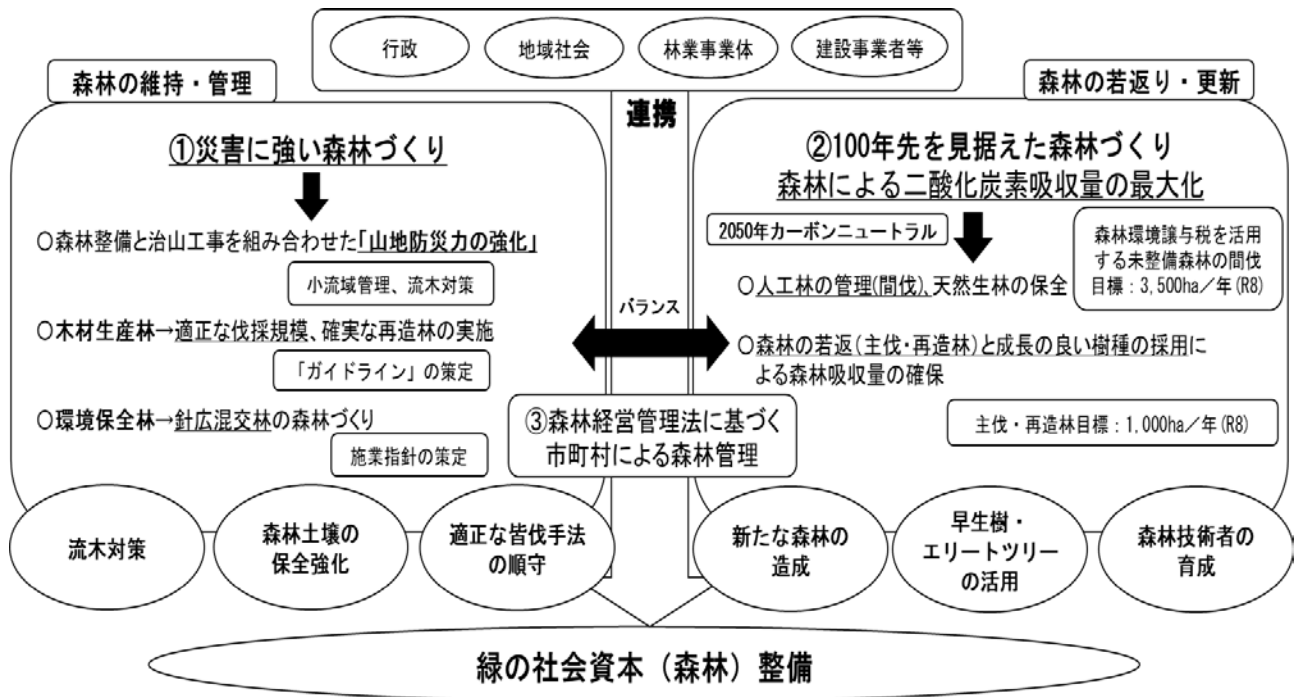 行政
地域社会
林業事業体
建設事業者等
連携
森林の維持・管理
①災害に強い森林づくり
○森林整備と治山工事を組み合わせた「山地防災力の強化」
小流域管理、流木対策
○木材生産林→適正な伐採規模、確実な再造林の実施
「ガイドライン」の策定
○環境保全林→針広混交林の森林づくり
施業指針の策定
流木対策
森林土壌の
保全強化
適正な皆伐手法
の順守
バランス
③森林経営管理法に基づく
市町村による森林管理
森林の若返り・更新
②100年先を見据えた森林づくり
森林による二酸化炭素吸収量の最大化
2050年カーボンニュートラル
森林環境譲与税を活用
する未整備森林の間伐
目標：3,500ha／年(R8)
○人工林の管理(間伐)、天然生林の保全
○森林の若返(主伐・再造林)と成長の良い樹種の採用に
よる森林吸収量の確保
主伐・再造林目標：1,000ha／年(R8)
新たな森林の
造成
早生樹・
エリートツリー
の活用
森林技術者の
育成
緑の社会資本（森林）整備